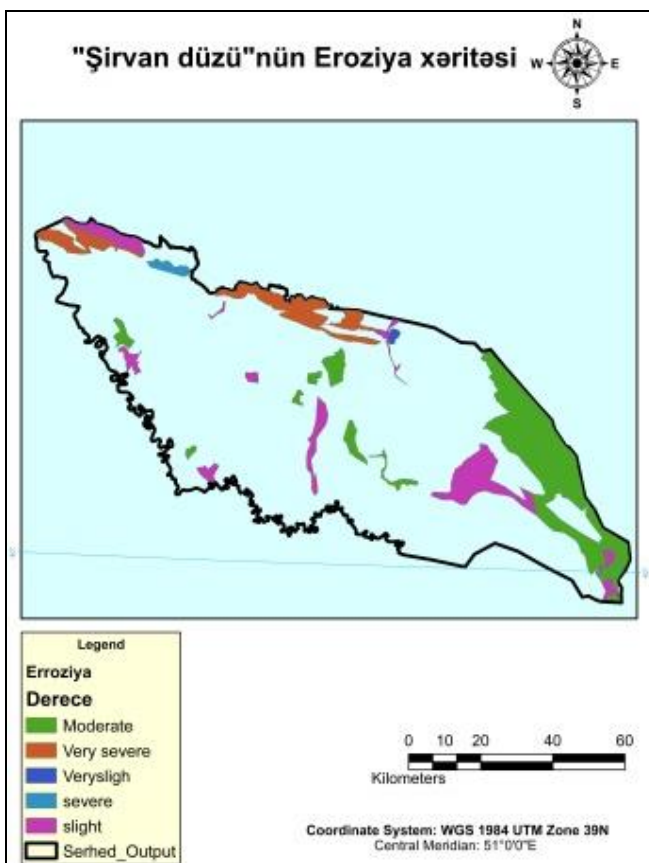 "Şirvan düzü"nün Eroziya xəritəsi
N
W E
S
Legend
Erroziya
Derece
Moderate
Very severe
Verysligh
severe
slight
Serhed_Output
0 10 20 40 60
Kilometers
Coordinate System: WGS 1984 UTM Zone 39N
Central Meridian: 51°0'0"E